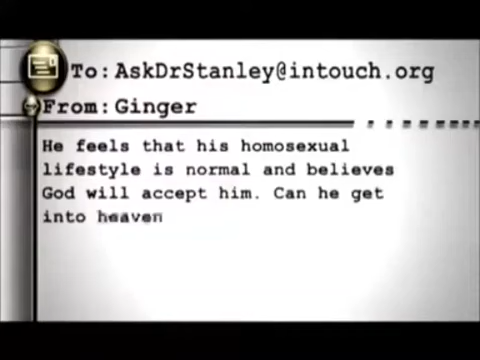 To: AskDrStanley@intouch.org
From: Ginger
He feels that his homosexual
lifestyle is normal and believes
God will accept him. Can he get
into heaven